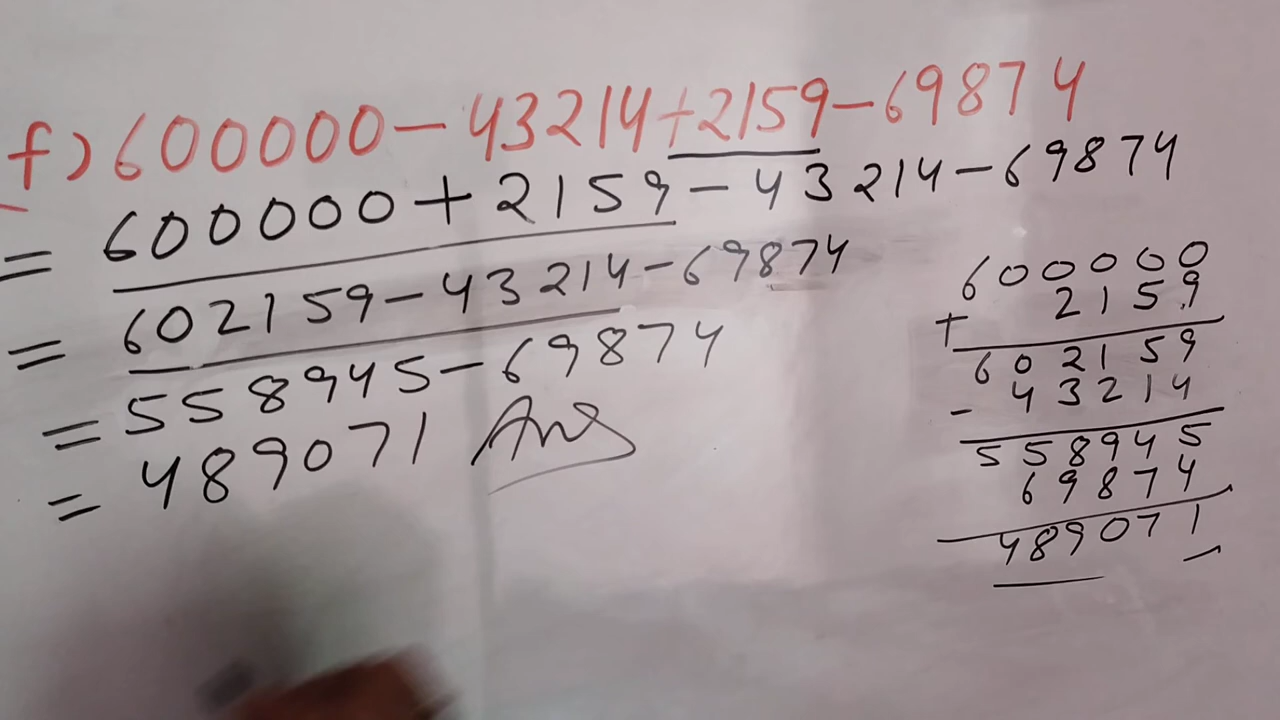 f) 600000 - 43214 + 2159 - 69874
= 600000 + 2159 - 43214 - 69874
= 602159 - 43214 - 69874
= 558945 - 69874
= 489071 Ans
600000
+ 2159
602159
- 43214
558945
69874
489071